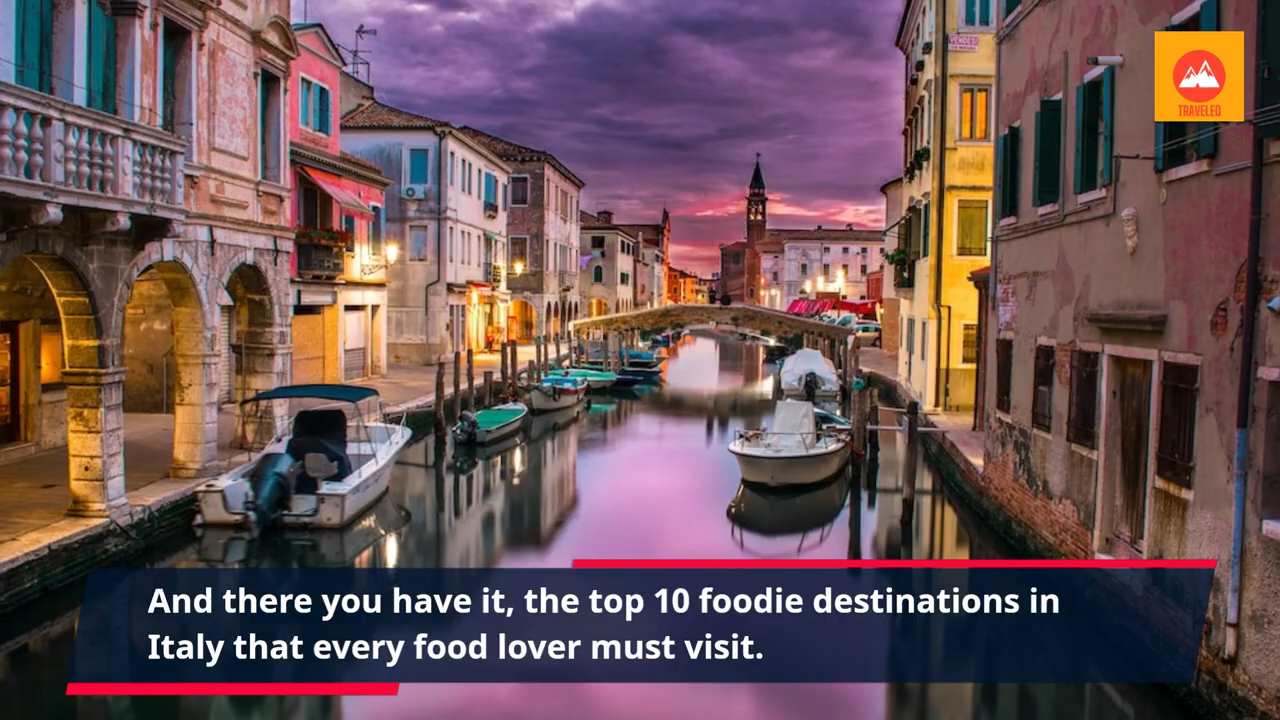 VENDESI
TRAVELEO
And there you have it, the top 10 foodie destinations in
Italy that every food lover must visit.